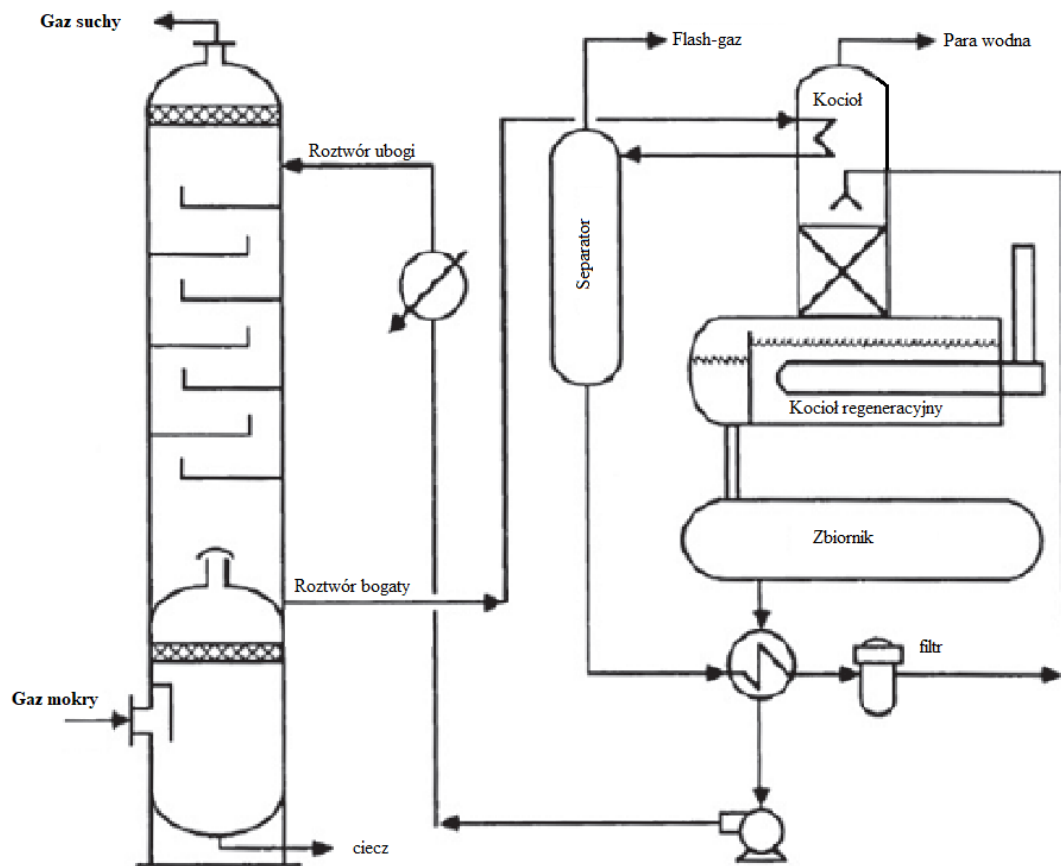 Gaz suchy
Flash-gaz
Para wodna
Kocioł
Roztwór ubogi
Separator
Kocioł regeneracyjny
Zbiornik
Roztwór bogaty
filtr
Gaz mokry
ciecz